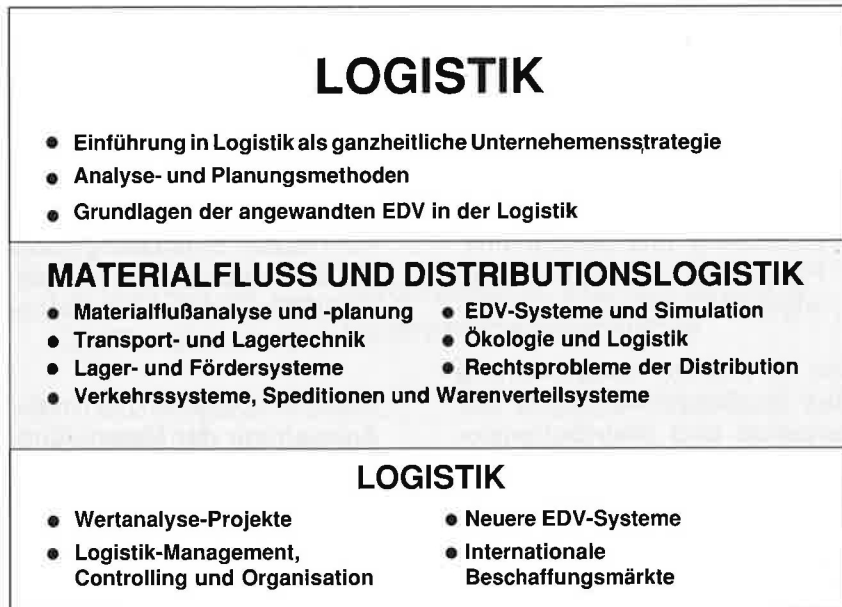 LOGISTIK
• Einführung in Logistik als ganzheitliche Unternehemensstrategie
• Analyse- und Planungsmethoden
• Grundlagen der angewandten EDV in der Logistik
MATERIALFLUSS UND DISTRIBUTIONSLOGISTIK
• Materialflußanalyse und -planung • EDV-Systeme und Simulation
• Transport- und Lagertechnik • Ökologie und Logistik
• Lager- und Fördersysteme • Rechtsprobleme der Distribution
• Verkehrssysteme, Speditionen und Warenverteilsysteme
LOGISTIK
• Wertanalyse-Projekte • Neuere EDV-Systeme
• Logistik-Management, • Internationale
Controlling und Organisation Beschaffungsmärkte